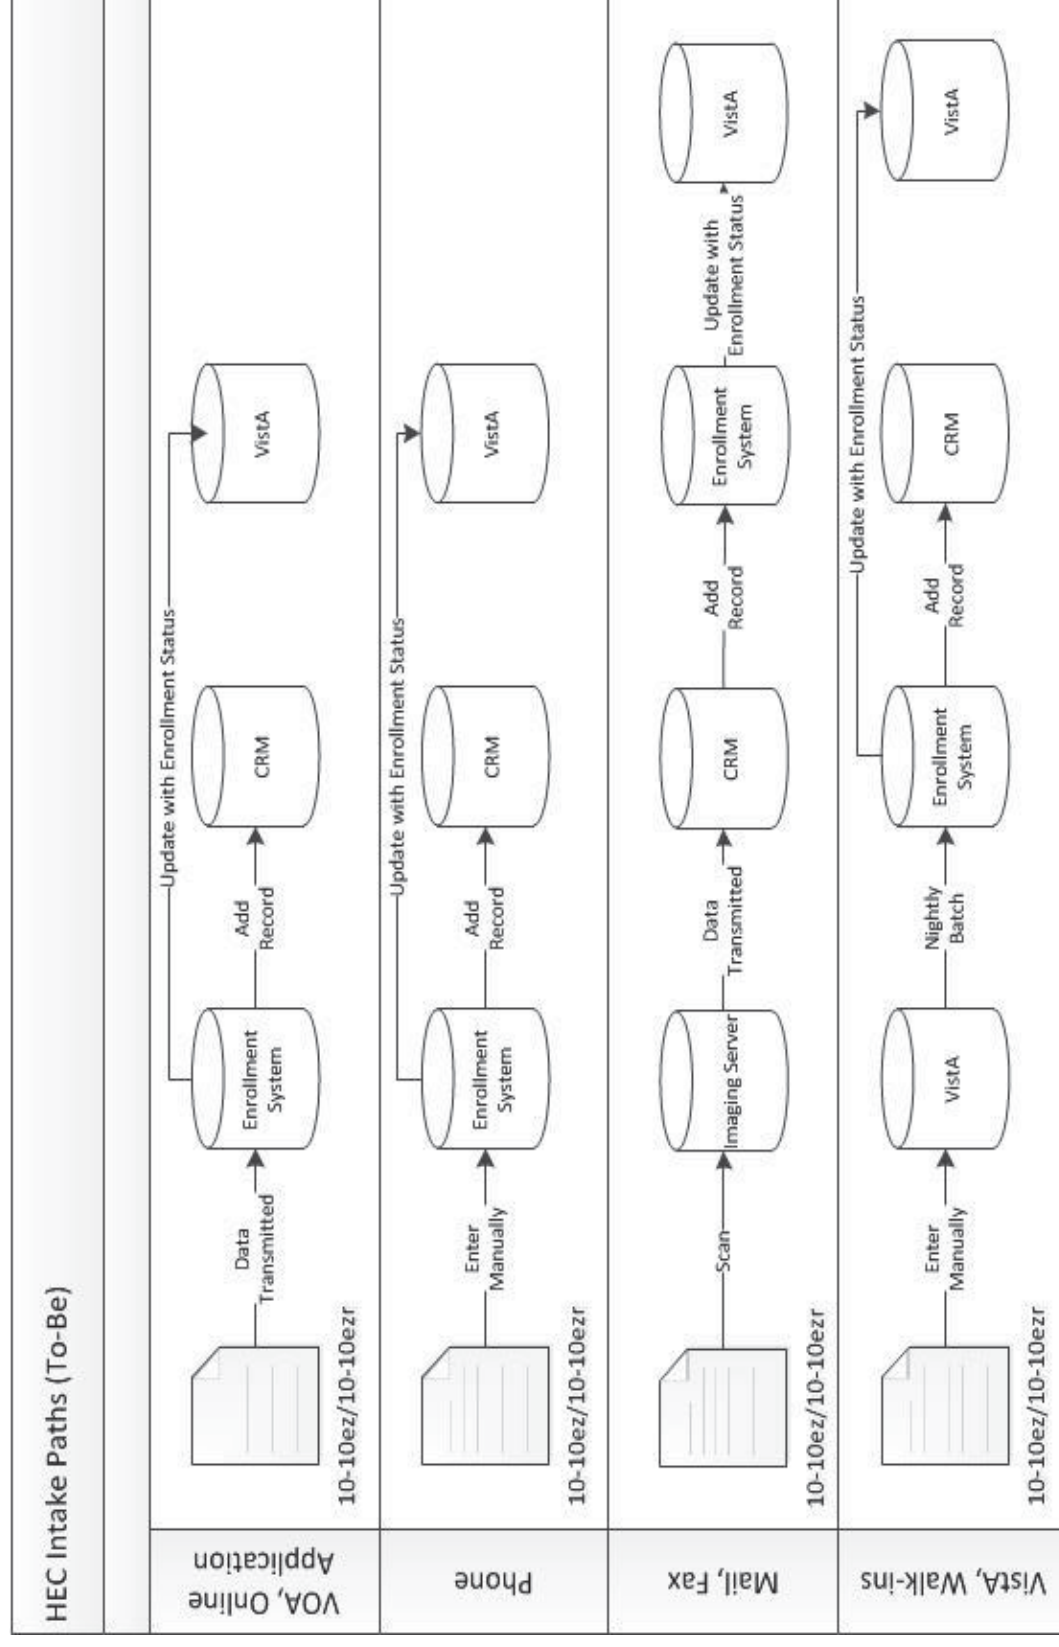 HEC Intake Paths (To-Be)
VOA, Online
Application
10-10ez/10-10ezr
Data
Transmitted
Enrollment
System
Add
Record
CRM
Update with Enrollment Status
VistA
Phone
10-10ez/10-10ezr
Enter
Manually
Enrollment
System
Add
Record
CRM
Update with Enrollment Status
VistA
Mail, Fax
10-10ez/10-10ezr
Scan
Imaging Server
Data
Transmitted
CRM
Add
Record
Enrollment
System
Update with
Enrollment Status
VistA
VistA, Walk-ins
10-10ez/10-10ezr
Enter
Manually
VistA
Nightly
Batch
Enrollment
System
Add
Record
CRM
Update with Enrollment Status
VistA